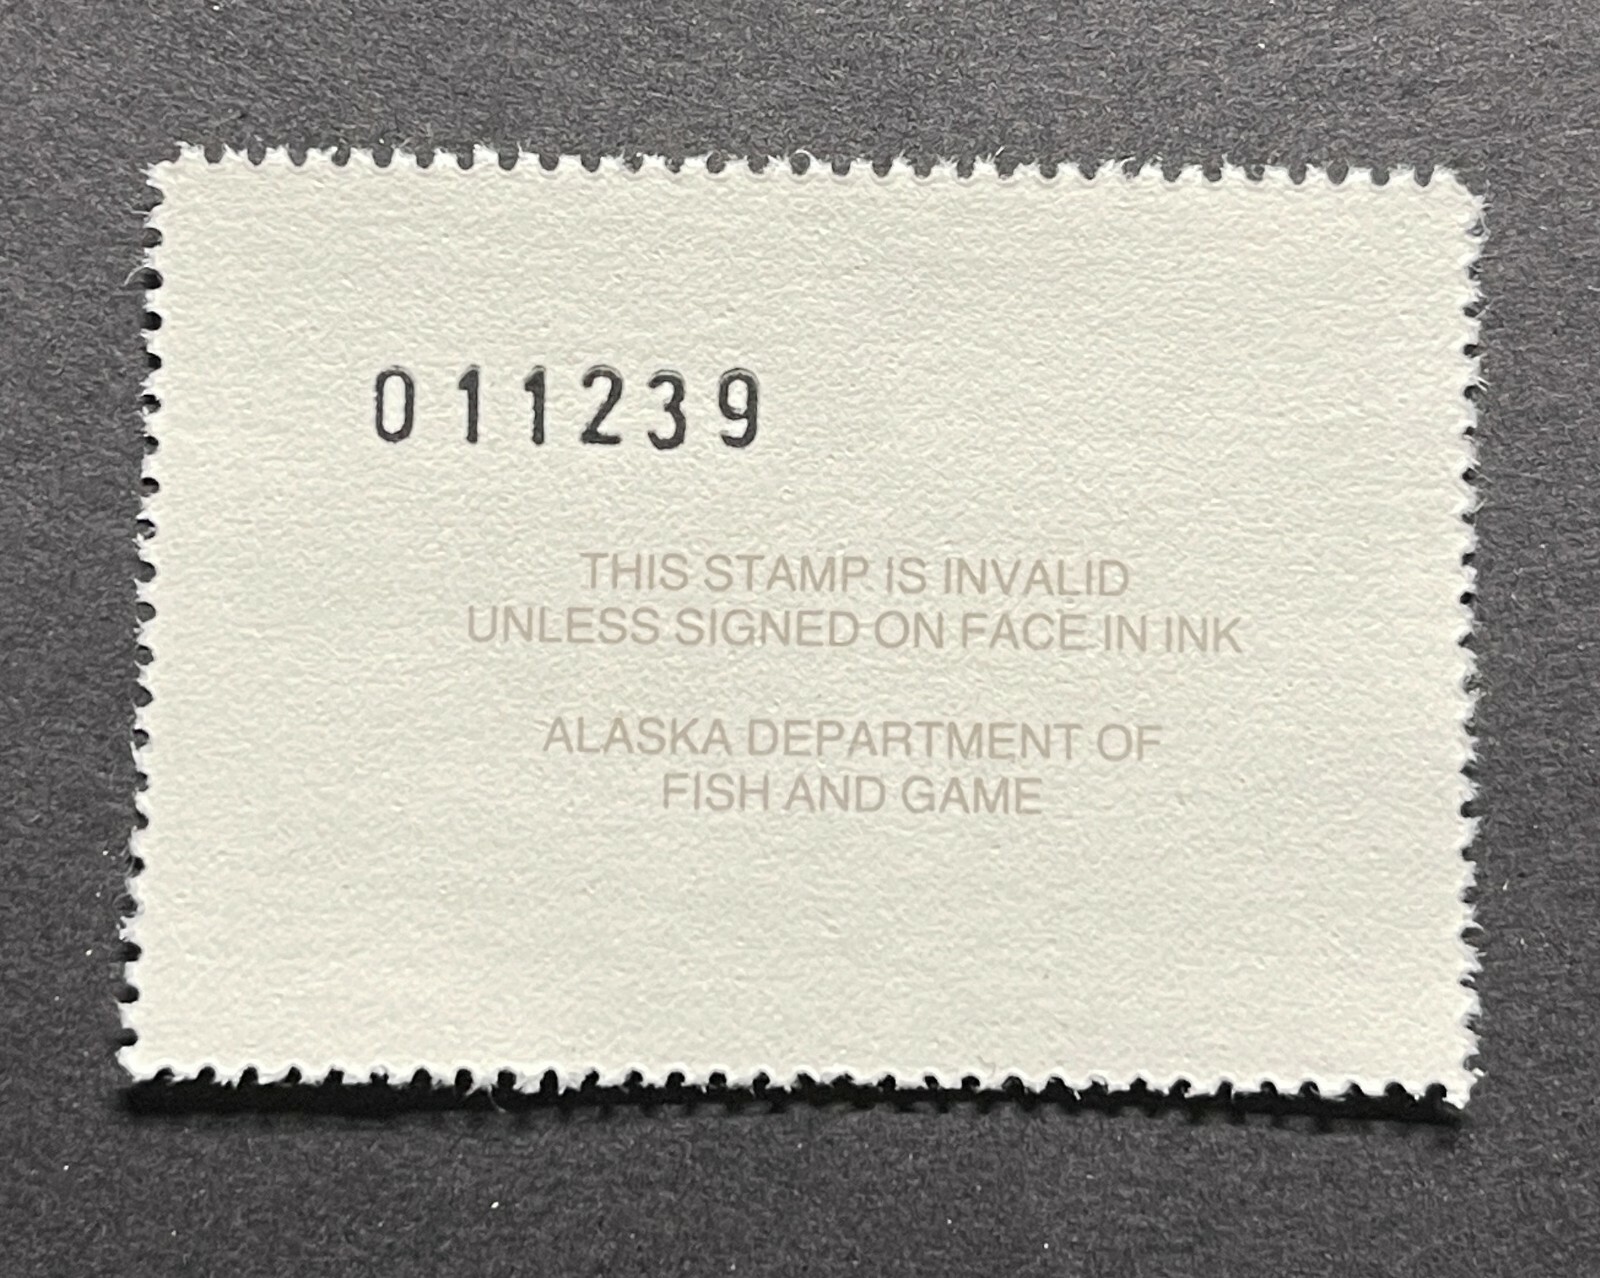 011239
THIS STAMP IS INVALID
UNLESS SIGNED ON FACE IN INK
ALASKA DEPARTMENT OF
FISH AND GAME